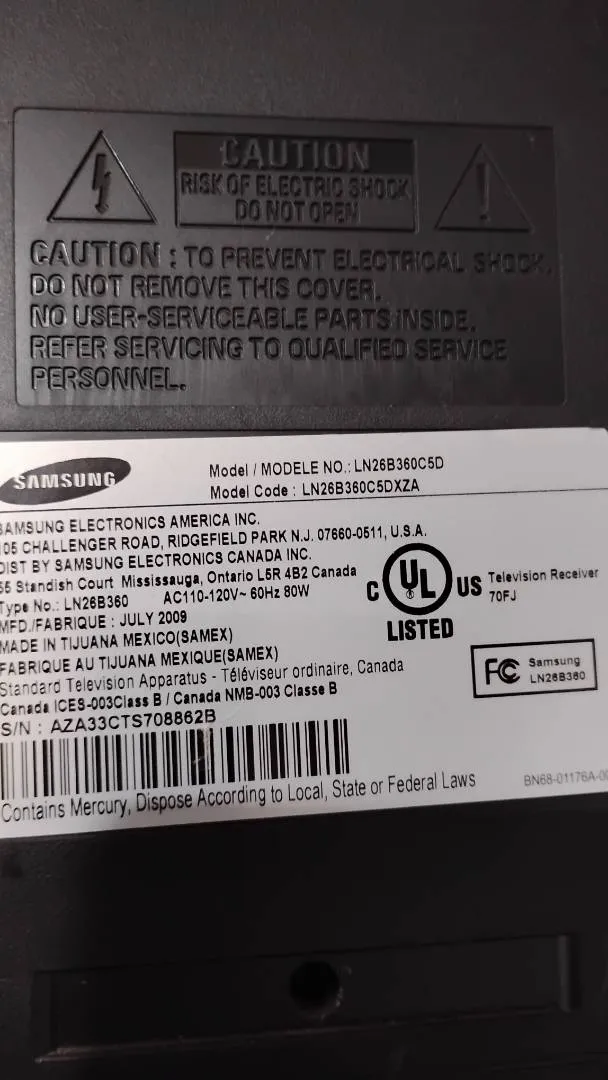 CAUTION
RISK OF ELECTRIC SHOCK
DO NOT OPEN
CAUTION : TO PREVENT ELECTRICAL SHOCK,
DO NOT REMOVE THIS COVER.
NO USER-SERVICEABLE PARTS INSIDE.
REFER SERVICING TO QUALIFIED SERVICE
PERSONNEL.
SAMSUNG
Model / MODELE NO.: LN26B360C5D
Model Code : LN26B360C5DXZA
SAMSUNG ELECTRONICS AMERICA INC.
105 CHALLENGER ROAD, RIDGEFIELD PARK N.J. 07660-0511, U.S.A.
DIST BY SAMSUNG ELECTRONICS CANADA INC.
55 Standish Court Mississauga, Ontario L5R 4B2 Canada
Type No.: LN26B360 AC110-120V~ 60Hz 80W
MFD./FABRIQUE : JULY 2009
MADE IN TIJUANA MEXICO(SAMEX)
FABRIQUE AU TIJUANA MEXIQUE(SAMEX)
Standard Television Apparatus - Téléviseur ordinaire, Canada
Canada ICES-003Class B / Canada NMB-003 Classe B
S/N : AZA33CTS708862B
C UL US
LISTED
Television Receiver
70FJ
FC Samsung
LN26B360
Contains Mercury, Dispose According to Local, State or Federal Laws
BN68-01176A-00